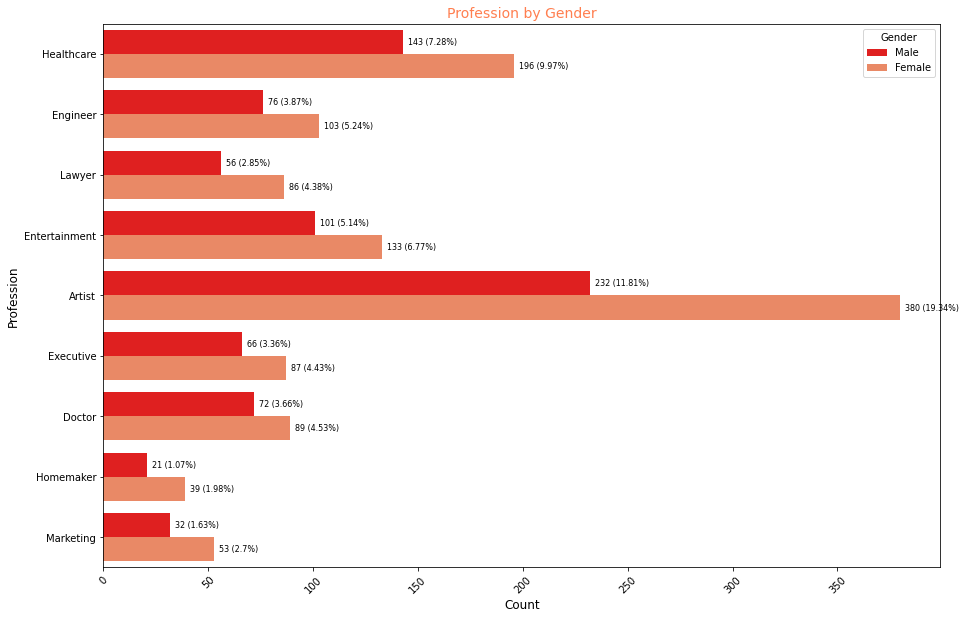 Profession by Gender
Gender
Male
Female
Profession
Healthcare
143 (7.28%)
196 (9.97%)
Engineer
76 (3.87%)
103 (5.24%)
Lawyer
56 (2.85%)
86 (4.38%)
Entertainment
101 (5.14%)
133 (6.77%)
Artist
232 (11.81%)
380 (19.34%)
Executive
66 (3.36%)
87 (4.43%)
Doctor
72 (3.66%)
89 (4.53%)
Homemaker
21 (1.07%)
39 (1.98%)
Marketing
32 (1.63%)
53 (2.7%)
0 50 100 150 200 250 300 350
Count